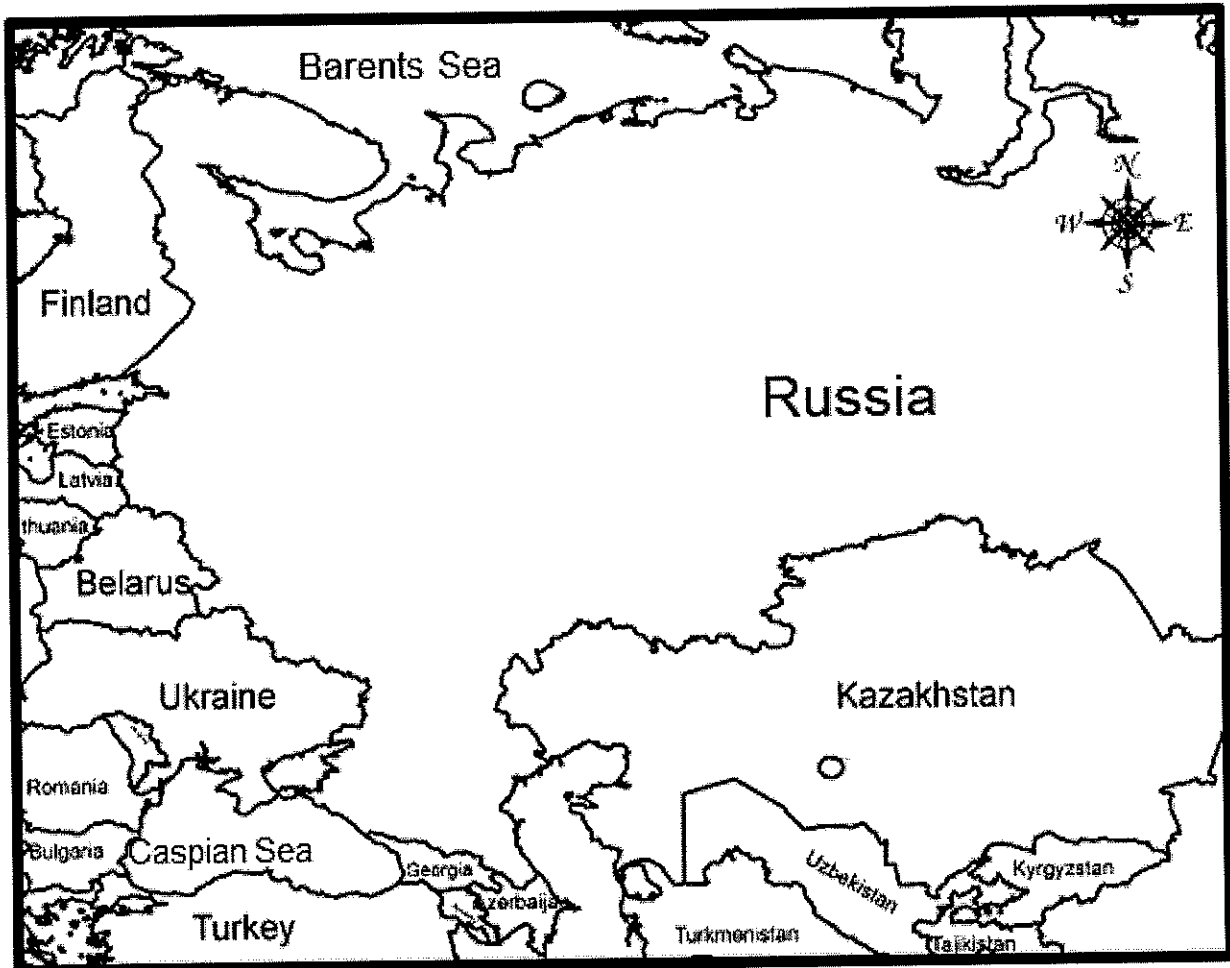 Barents Sea
N
W E
S
Finland
Russia
Estonia
Latvia
thuania
Belarus
Ukraine
Kazakhstan
Romania
Bulgaria
Caspian Sea
Georgia
Uzbekistan
Kyrgyzstan
Azerbaijan
Turkey
Turkmenistan
Tajikistan